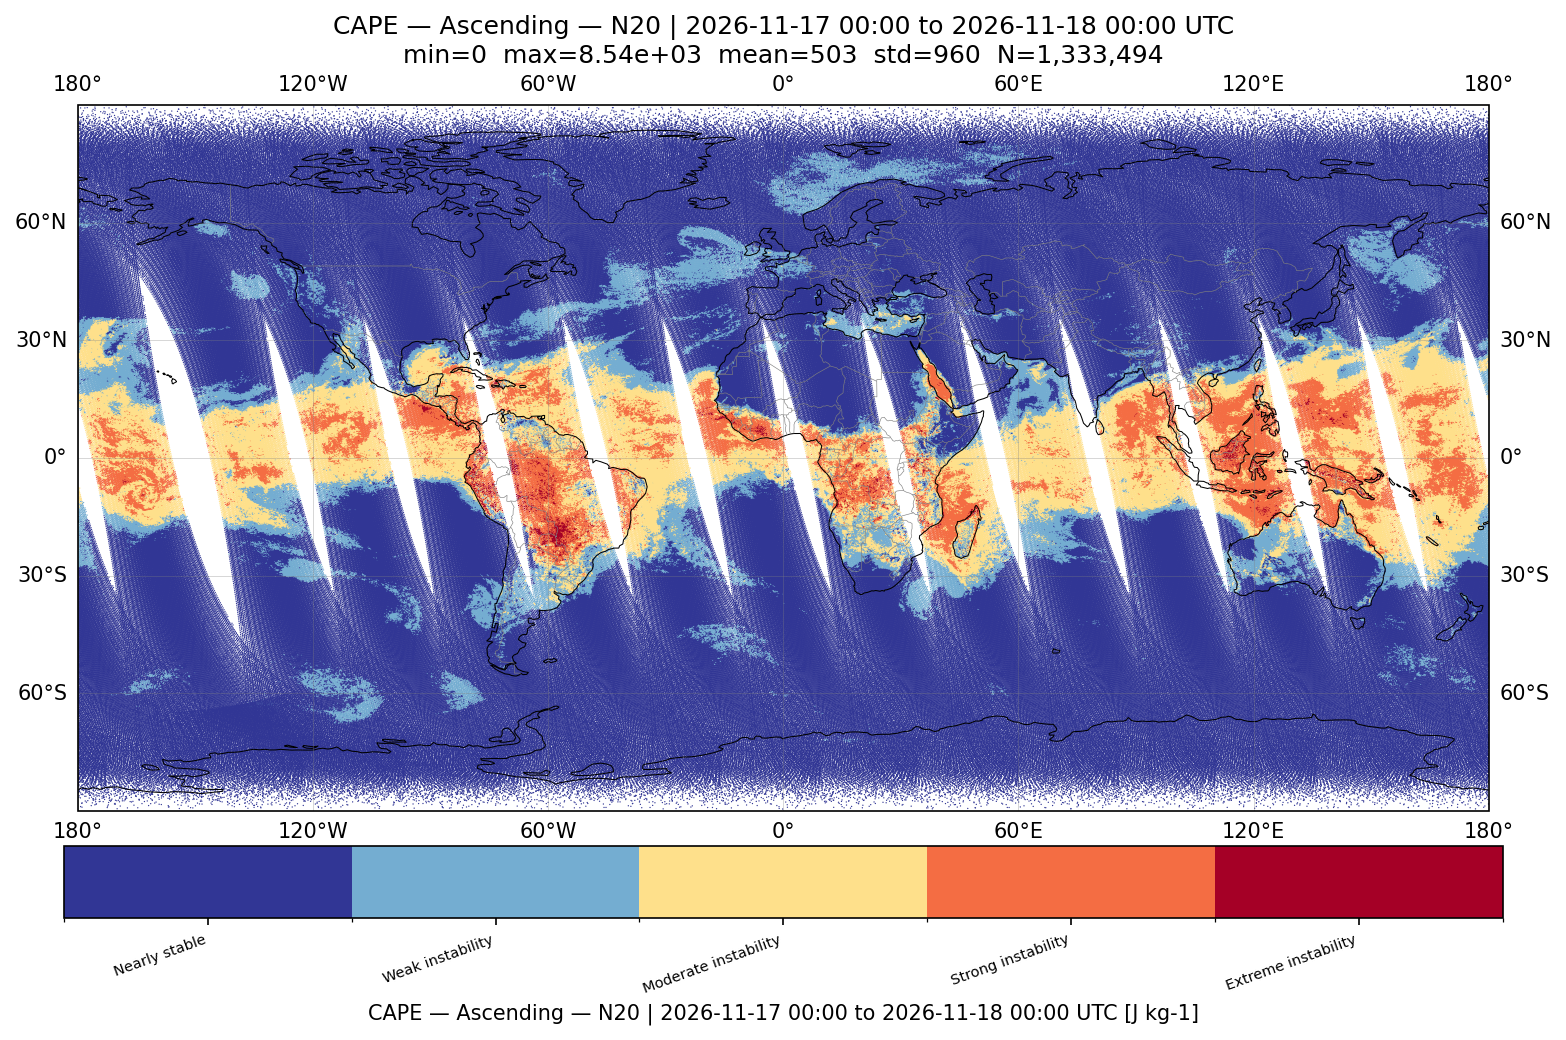 CAPE — Ascending — N20 | 2026-11-17 00:00 to 2026-11-18 00:00 UTC
min=0 max=8.54e+03 mean=503 std=960 N=1,333,494
180° 120°W 60°W 0° 60°E 120°E 180°
60°N 60°N
30°N 30°N
0° 0°
30°S 30°S
60°S 60°S
180° 120°W 60°W 0° 60°E 120°E 180°
Nearly stable Weak instability Moderate instability Strong instability Extreme instability
CAPE — Ascending — N20 | 2026-11-17 00:00 to 2026-11-18 00:00 UTC [J kg-1]